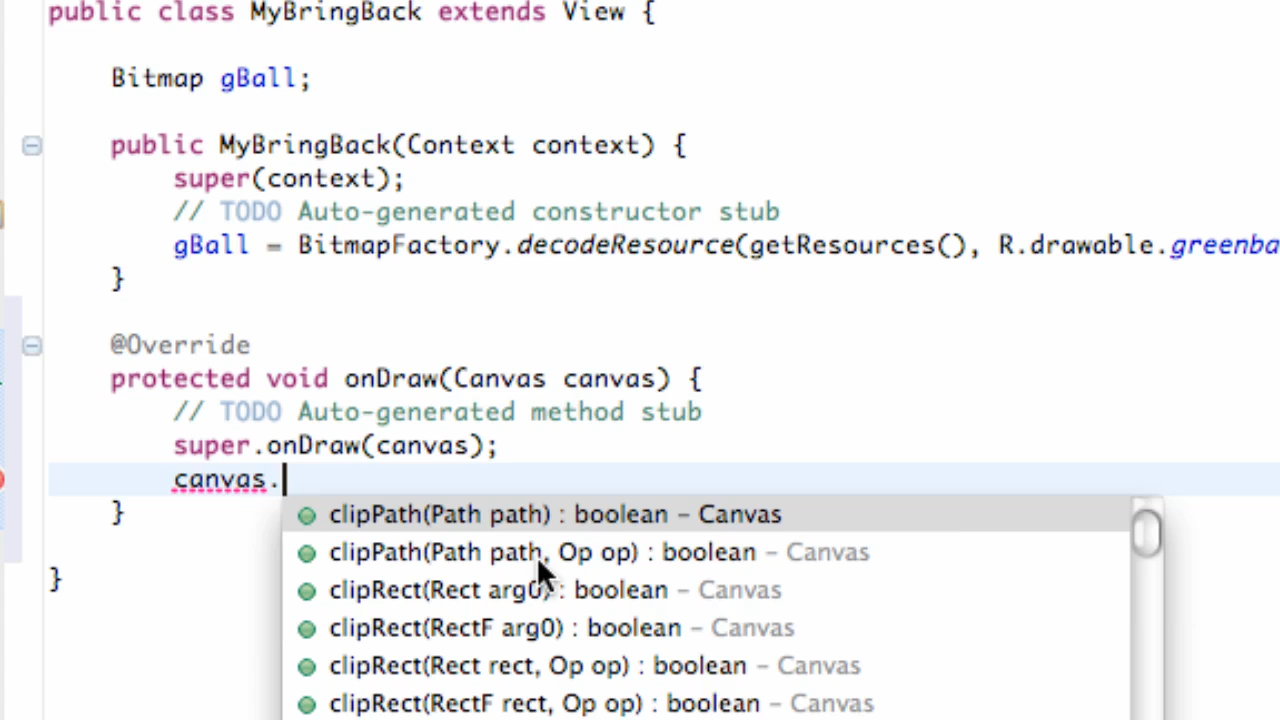 public class MyBringBack extends View {
Bitmap gBall;
public MyBringBack(Context context) {
super(context);
// TODO Auto-generated constructor stub
gBall = BitmapFactory.decodeResource(getResources(), R.drawable.greenba
}
@Override
protected void onDraw(Canvas canvas) {
// TODO Auto-generated method stub
super.onDraw(canvas);
canvas.
}
}
clipPath(Path path) : boolean – Canvas
clipPath(Path path, Op op) : boolean – Canvas
clipRect(Rect arg0) : boolean – Canvas
clipRect(RectF arg0) : boolean – Canvas
clipRect(Rect rect, Op op) : boolean – Canvas
clipRect(RectF rect, Op op) : boolean – Canvas